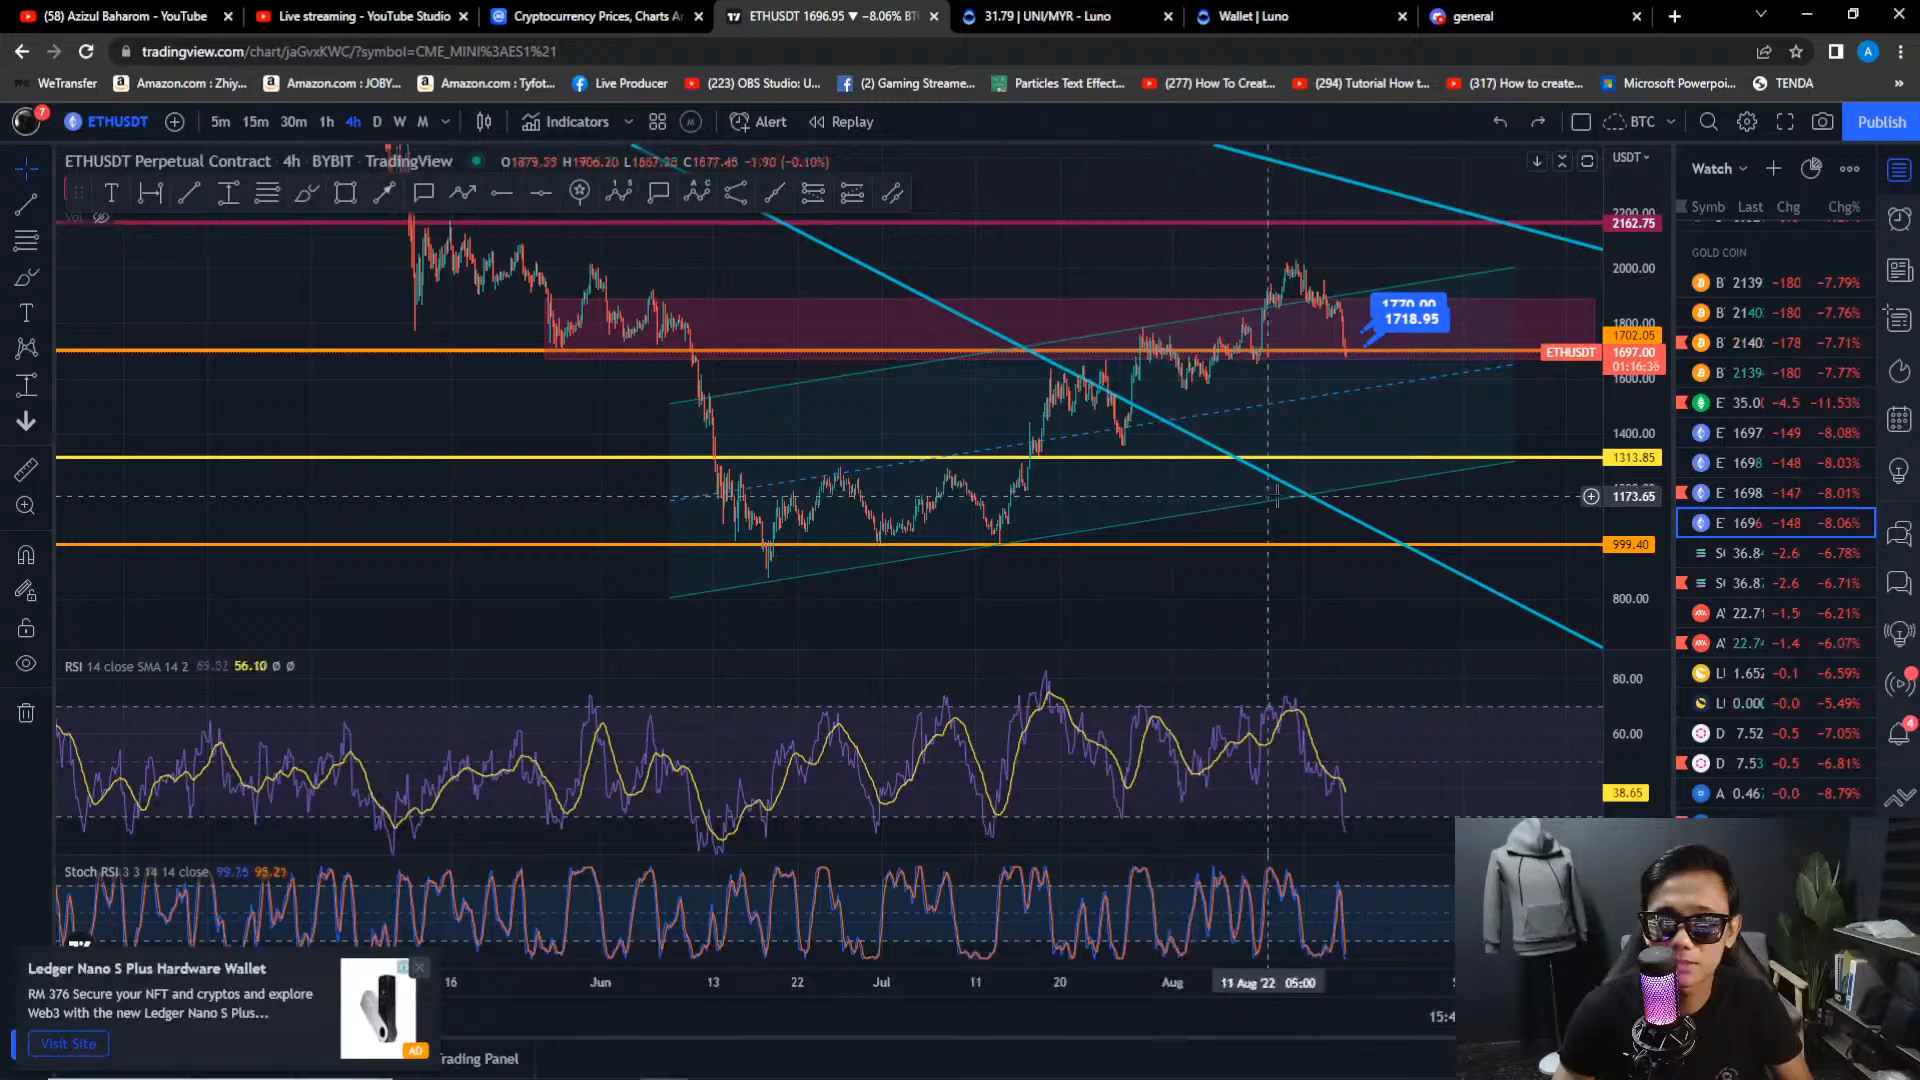 (58) Azizul Baharom - YouTube
Live streaming - YouTube Studio
Cryptocurrency Prices, Charts A
ETHUSDT 1696.95 ▼ −8.06% BT
31.79 | UNI/MYR - Luno
Wallet | Luno
general
tradingview.com/chart/jaGvxKWC/?symbol=CME_MINI%3AES1%21
A
WeTransfer
Amazon.com : Zhiy...
Amazon.com : JOBY...
Amazon.com : Tyfot...
Live Producer
(223) OBS Studio: U...
(2) Gaming Streame...
Particles Text Effect...
(277) How To Creat...
(294) Tutorial How t...
(317) How to create...
Microsoft Powerpoi...
TENDA
»
7
ETHUSDT
5m 15m 30m 1h 4h D W M
Indicators
Alert
Replay
BTC
Publish
ETHUSDT Perpetual Contract · 4h · BYBIT · TradingView
USDT
Watch
Symb Last Chg Chg%
GOLD COIN
2162.75
2000.00
1770.00
1718.95
1702.05
ETHUSDT 1697.00
01:16:36
1600.00
1400.00
1313.85
1173.65
999.40
800.00
B 2139 −180 −7.79%
B 2140 −180 −7.76%
B 2140 −178 −7.71%
B 2139 −180 −7.77%
E 35.0 −4.5 −11.53%
E 1697 −149 −8.08%
E 1698 −148 −8.03%
E 1698 −147 −8.01%
E 1696 −148 −8.06%
S 36.8 −2.6 −6.78%
S 36.8 −2.6 −6.71%
A 22.71 −1.5 −6.21%
A 22.7 −1.4 −6.07%
L 1.652 −0.1 −6.59%
L 0.000 −0.0 −5.49%
D 7.52 −0.5 −7.05%
D 7.53 −0.5 −6.81%
A 0.467 −0.0 −8.79%
4
RSI 14 close SMA 14 2 56.10 ø ø
80.00
60.00
38.65
Stoch RSI 3 3 14 14 close
16 Jun 13 22 Jul 11 20 Aug 11 Aug '22 05:00
15:4
Ledger Nano S Plus Hardware Wallet
RM 376 Secure your NFT and cryptos and explore
Web3 with the new Ledger Nano S Plus...
Visit Site
AD
rading Panel